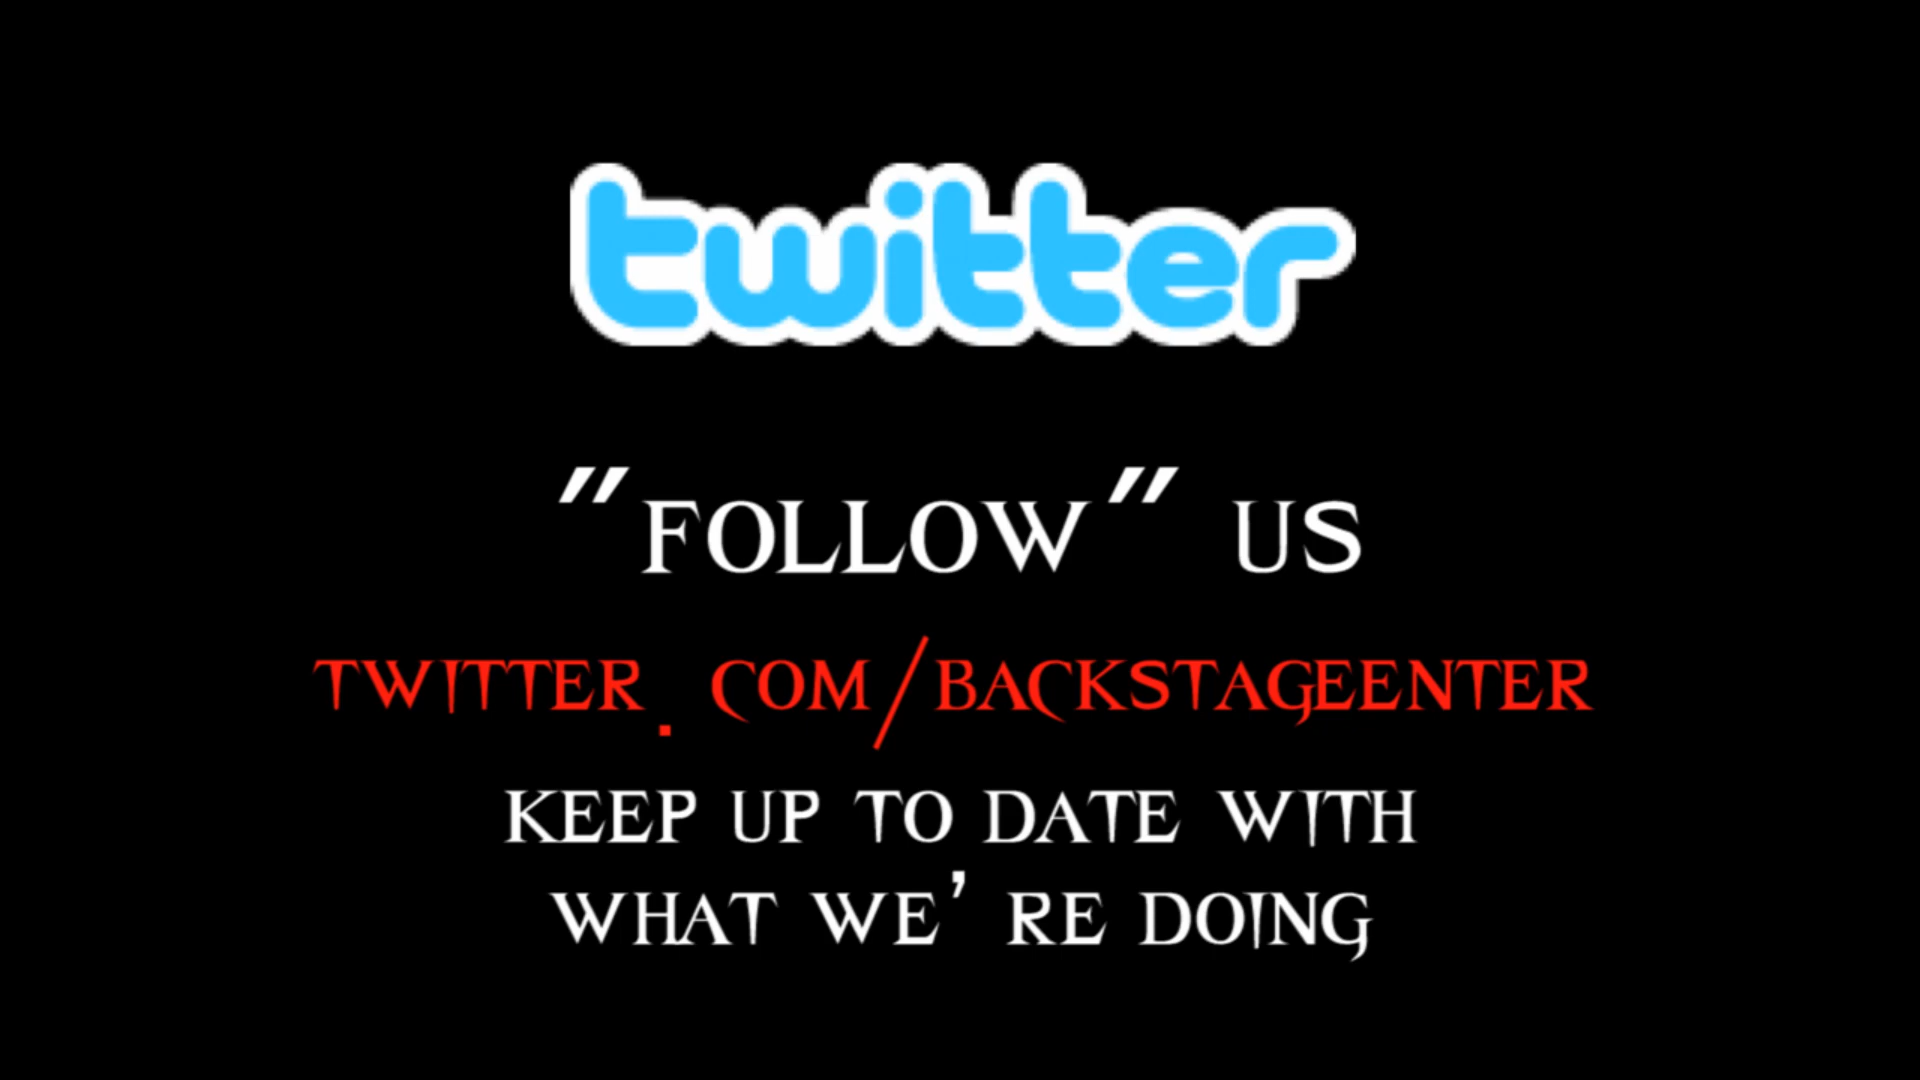 twitter
"FOLLOW" US
TWITTER. COM/BACKSTAGEENTER
KEEP UP TO DATE WITH
WHAT WE' RE DOING